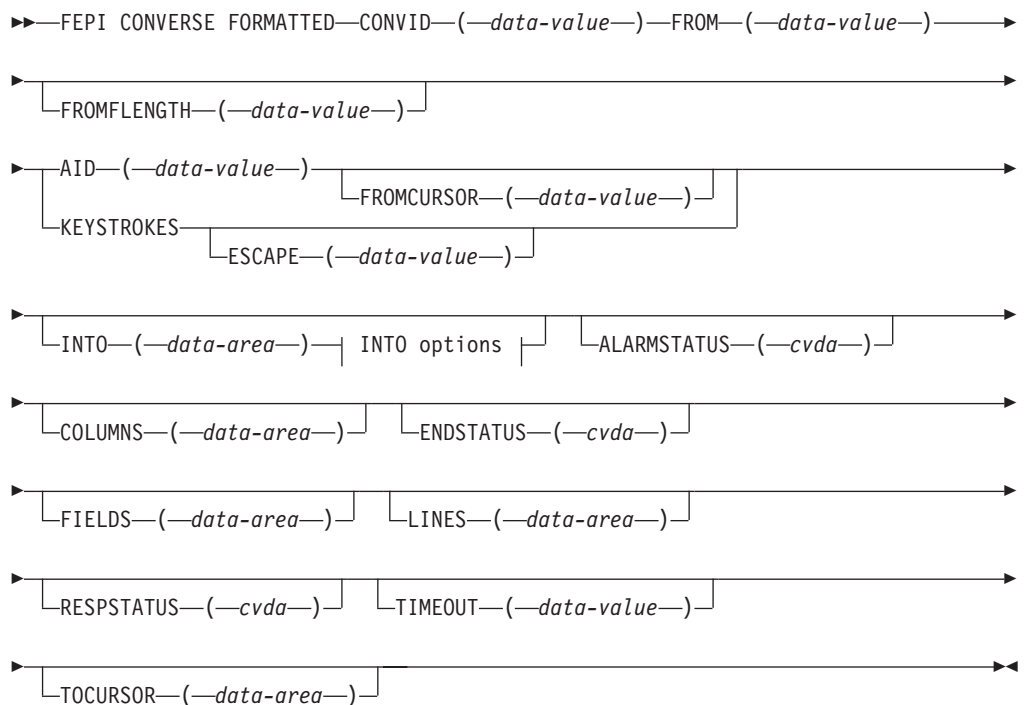 FEPI CONVERSE FORMATTED CONVID (data-value) FROM (data-value)
FROMFLENGTH (data-value)
AID (data-value)
FROMCURSOR (data-value)
KEYSTROKES
ESCAPE (data-value)
INTO (data-area) INTO options ALARMSTATUS (cvda)
COLUMNS (data-area) ENDSTATUS (cvda)
FIELDS (data-area) LINES (data-area)
RESPSTATUS (cvda) TIMEOUT (data-value)
TOCURSOR (data-area)